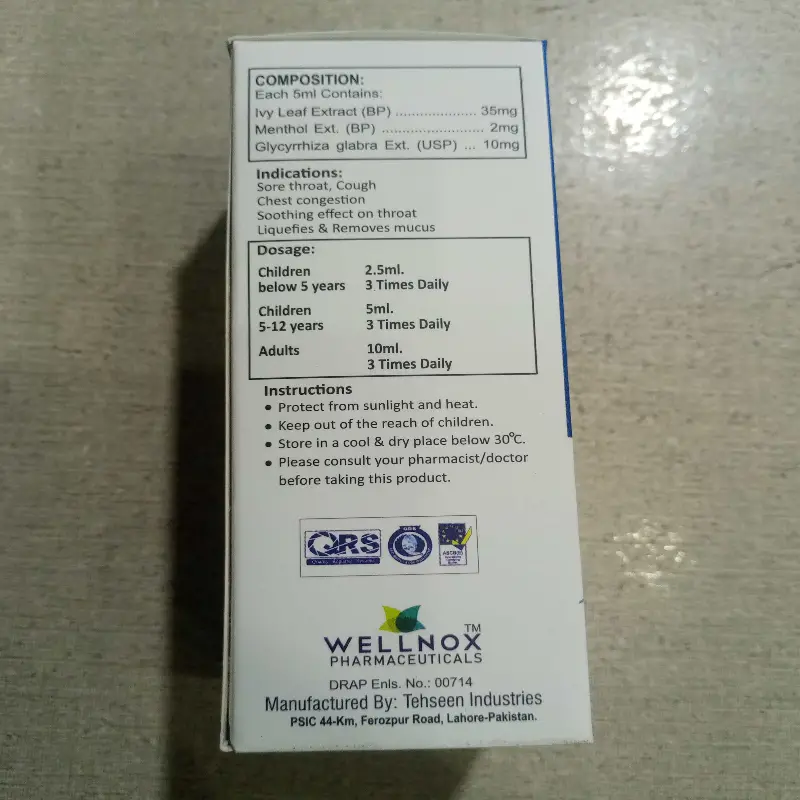 COMPOSITION:
Each 5ml Contains:
Ivy Leaf Extract (BP) .................... 35mg
Menthol Ext. (BP) ......................... 2mg
Glycyrrhiza glabra Ext. (USP) ... 10mg
Indications:
Sore throat, Cough
Chest congestion
Soothing effect on throat
Liquefies & Removes mucus
Dosage:
Children 2.5ml.
below 5 years 3 Times Daily
Children 5ml.
5-12 years 3 Times Daily
Adults 10ml.
3 Times Daily
Instructions
• Protect from sunlight and heat.
• Keep out of the reach of children.
• Store in a cool & dry place below 30°C.
• Please consult your pharmacist/doctor
before taking this product.
QRS
WELLNOX TM
PHARMACEUTICALS
DRAP Enls. No.: 00714
Manufactured By: Tehseen Industries
PSIC 44-Km, Ferozpur Road, Lahore-Pakistan.